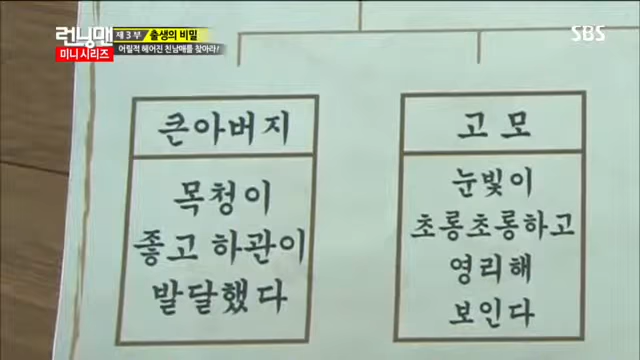 런닝맨
미니시리즈
제3부 출생의 비밀
어릴적 헤어진 친남매를 찾아라!
SBS
큰아버지
목청이
좋고 하관이
발달했다
고모
눈빛이
초롱초롱하고
영리해
보인다